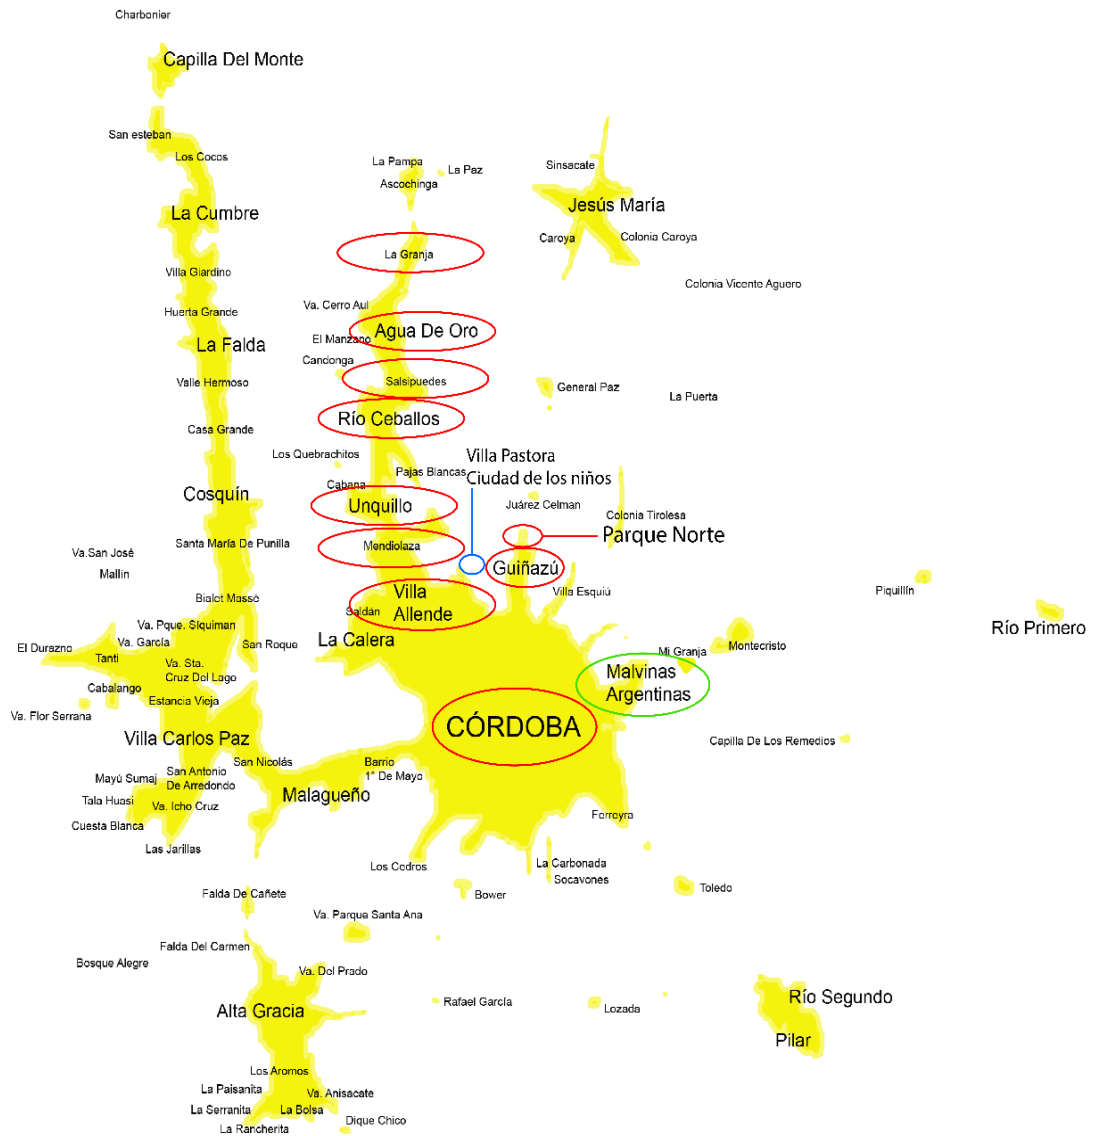 Charbonier
Capilla Del Monte
San esteban
Los Cocos
La Pampa
La Paz
Ascochinga
Sinsacate
Jesús María
La Cumbre
Caroya
Colonia Caroya
La Granja
Villa Giardino
Colonia Vicente Aguero
Va. Cerro Aul
Huerta Grande
Agua De Oro
El Manzano
La Falda
Candonga
Valle Hermoso
Salsipuedes
General Paz
La Puerta
Río Ceballos
Casa Grande
Los Quebrachitos
Villa Pastora
Ciudad de los niños
Pajas Blancas
Cabana
Cosquín
Unquillo
Juárez Celman
Colonia Tirolesa
Parque Norte
Santa María De Punilla
Mendiolaza
Va.San José
Mallin
Guiñazú
Villa Esquiú
Piquillín
Bialot Massé
Villa
Allende
Saldán
Va. Pque. Síquiman
Río Primero
La Calera
Va. García
San Roque
El Durazno
Tanti
Mi Granja
Montecristo
Va. Sta.
Cruz Del Lago
Malvinas
Argentinas
Cabalango
Estancia Vieja
Va. Flor Serrana
CÓRDOBA
Villa Carlos Paz
Capilla De Los Remedios
San Nicolás
Barrio
1° De Mayo
San Antonio
De Arredondo
Mayú Sumaj
Malagueño
Tala Huasi
Va. Icho Cruz
Cuesta Blanca
Ferreyra
Las Jarillas
Los Cedros
La Carbonada
Socavones
Falda De Cañete
Bower
Toledo
Va. Parque Santa Ana
Falda Del Carmen
Bosque Alegre
Va. Del Prado
Alta Gracia
Rafael García
Lozada
Río Segundo
Pilar
Los Aromos
La Paisanita
Va. Anisacate
La Serranita
La Bolsa
Dique Chico
La Rancherita